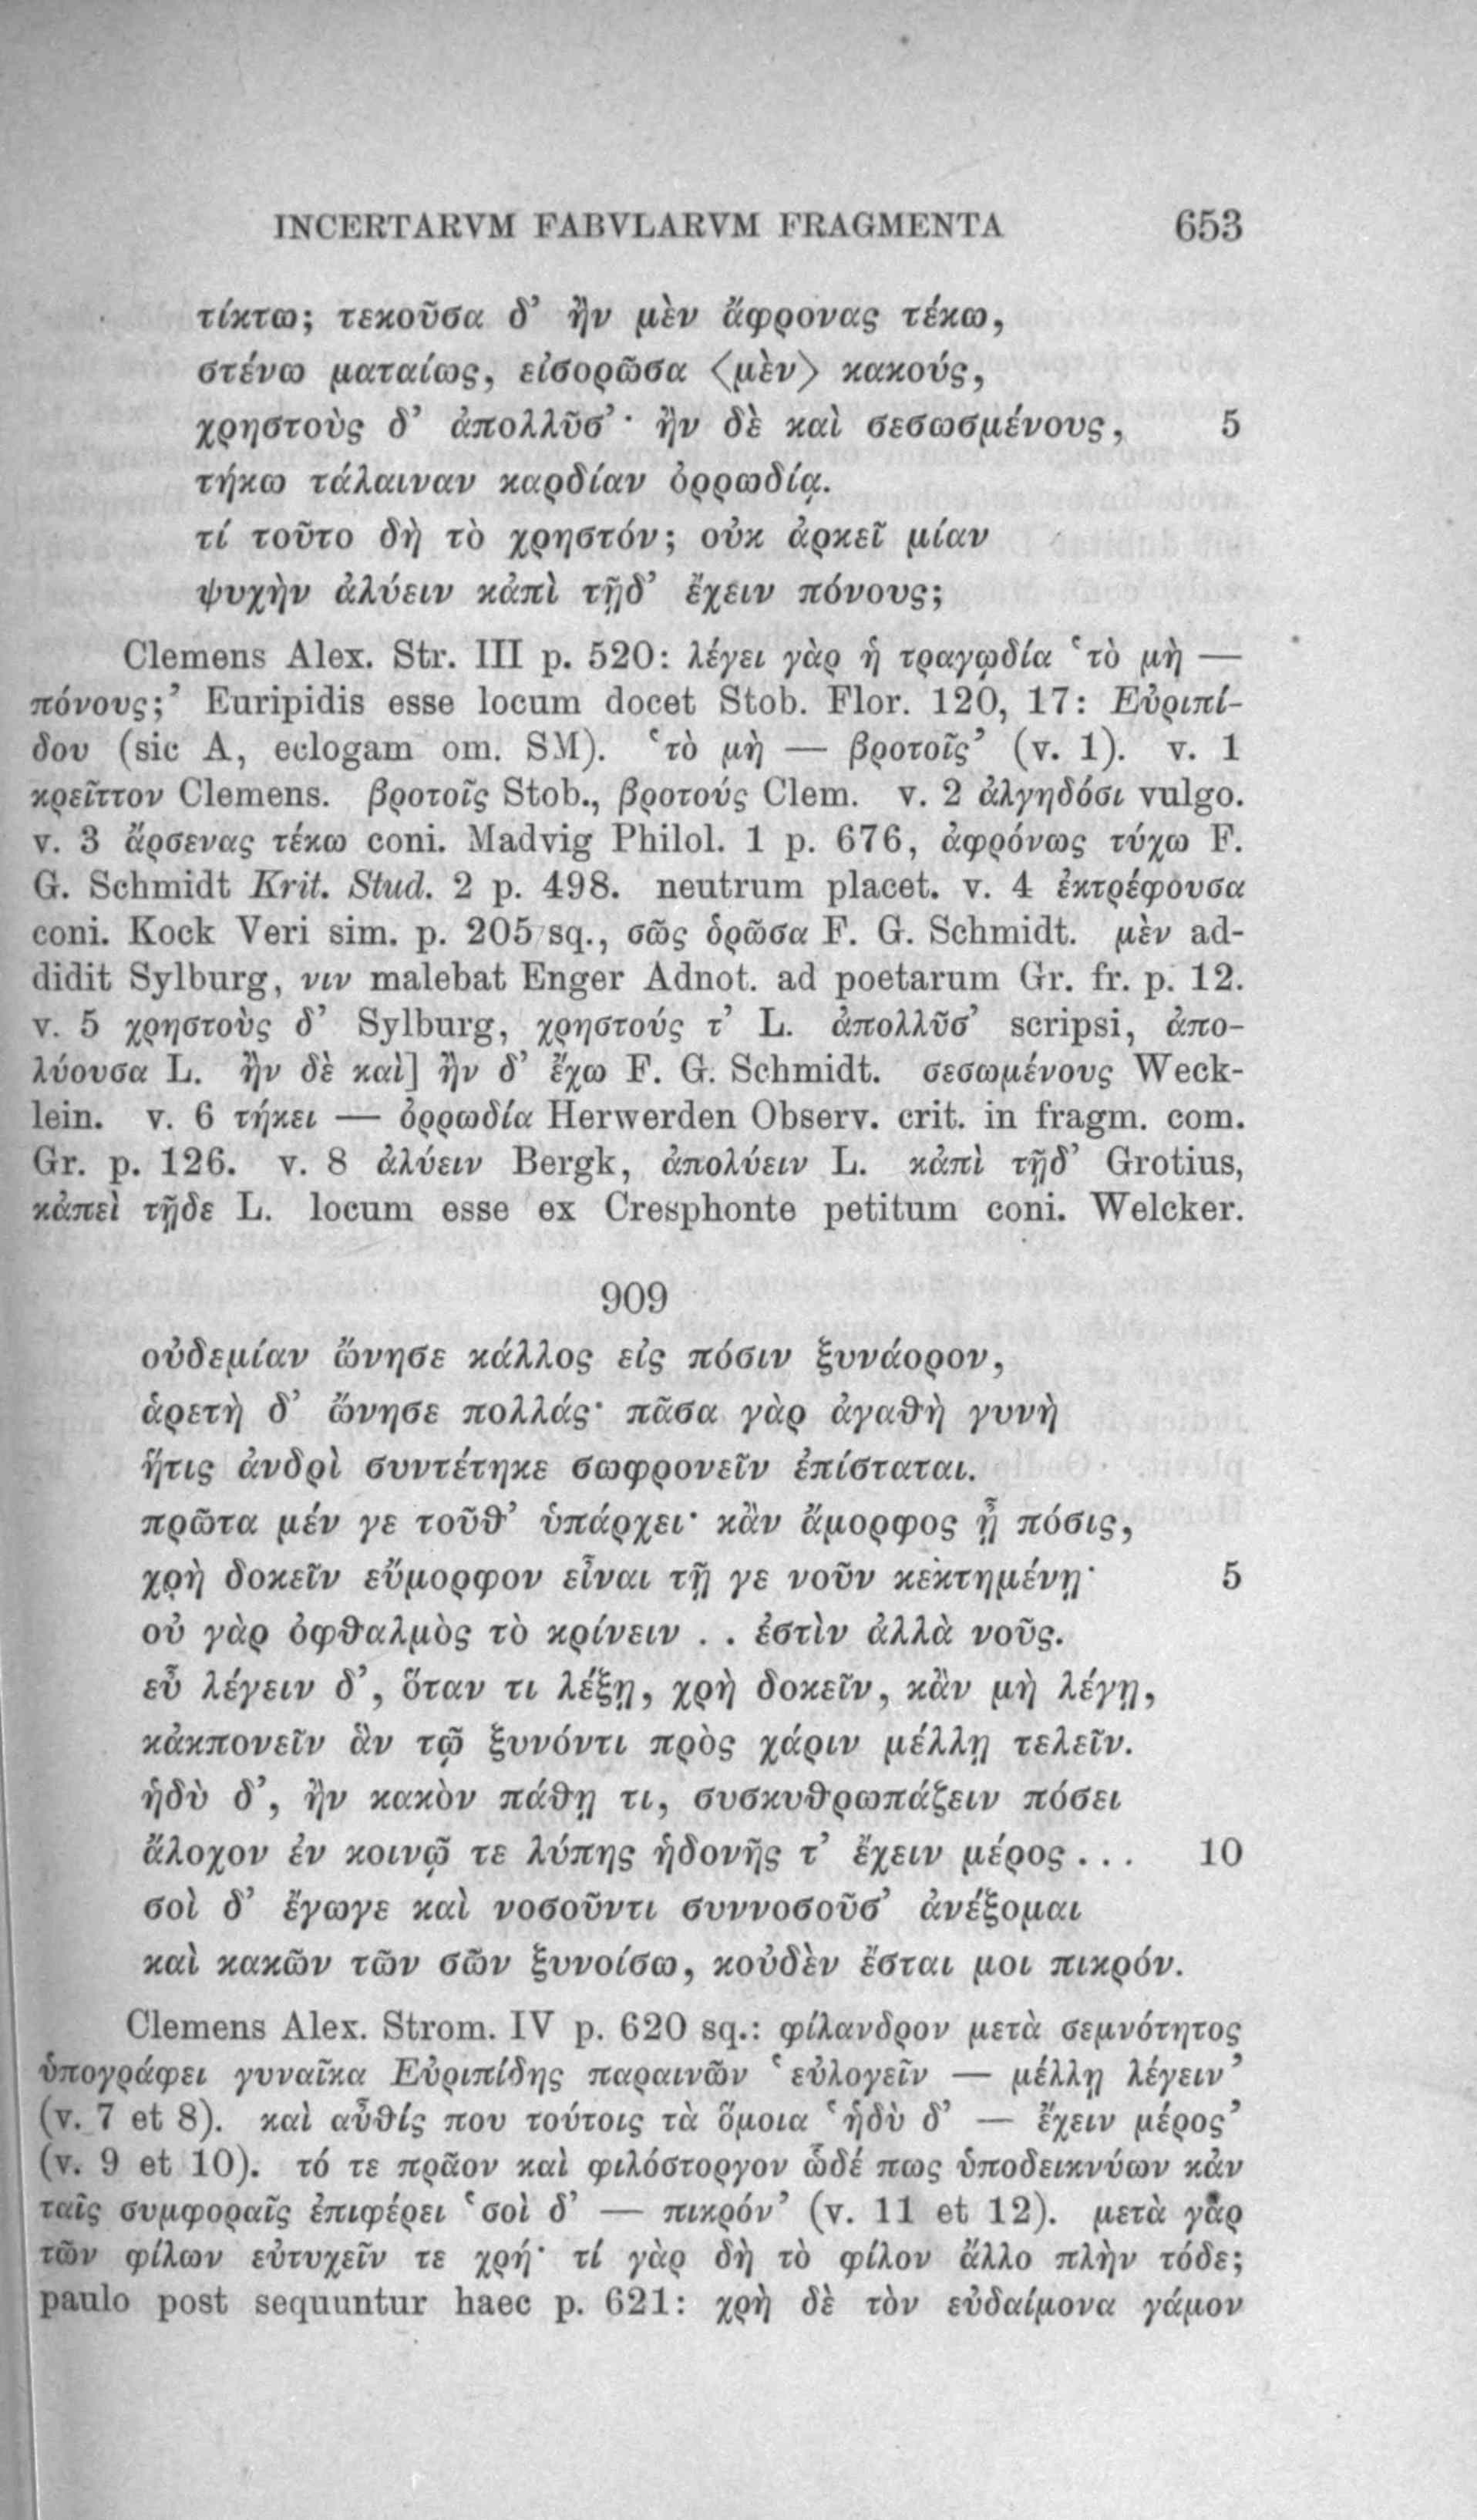 INCERTARVM FABVLARVM FRAGMENTA 653
τίκτω; τεκοῦσα δ’ ἢν μὲν ἄφρονας τέκω,
στένω ματαίως, εἰσορῶσα ⟨μὲν⟩ κακούς,
χρηστοὺς δ’ ἀπολλῦσ’· ἢν δὲ καὶ σεσωσμένους, 5
τήκω τάλαιναν καρδίαν ὀρρωδίᾳ.
τί τοῦτο δὴ τὸ χρηστόν; οὐκ ἀρκεῖ μίαν
ψυχὴν ἀλύειν κἀπὶ τῇδ’ ἔχειν πόνους;
Clemens Alex. Str. III p. 520: λέγει γὰρ ἡ τραγῳδία ‘τὸ μὴ —
πόνους;’ Euripidis esse locum docet Stob. Flor. 120, 17: Εὐριπί-
δου (sic A, eclogam om. SM). ‘τὸ μὴ — βροτοῖς’ (v. 1). v. 1
κρεῖττον Clemens. βροτοῖς Stob., βροτούς Clem. v. 2 ἀλγηδόσι vulgo.
v. 3 ἄρσενας τέκω coni. Madvig Philol. 1 p. 676, ἀφρόνως τύχω F.
G. Schmidt Krit. Stud. 2 p. 498. neutrum placet. v. 4 ἐκτρέφουσα
coni. Kock Veri sim. p. 205 sq., σῶς ὁρῶσα F. G. Schmidt. μὲν ad-
didit Sylburg, νιν malebat Enger Adnot. ad poetarum Gr. fr. p. 12.
v. 5 χρηστοὺς δ’ Sylburg, χρηστούς τ’ L. ἀπολλῦσ’ scripsi, ἀπο-
λύουσα L. ἢν δὲ καὶ] ἢν δ’ ἔχω F. G. Schmidt. σεσωμένους Weck-
lein. v. 6 τήκει — ὀρρωδία Herwerden Observ. crit. in fragm. com.
Gr. p. 126. v. 8 ἀλύειν Bergk, ἀπολύειν L. κἀπὶ τῇδ’ Grotius,
κἀπεὶ τῇδε L. locum esse ex Cresphonte petitum coni. Welcker.
909
οὐδεμίαν ὤνησε κάλλος εἰς πόσιν ξυνάορον,
ἁρετὴ δ’ ὤνησε πολλάς· πᾶσα γὰρ ἀγαθὴ γυνὴ
ἥτις ἀνδρὶ συντέτηκε σωφρονεῖν ἐπίσταται.
πρῶτα μέν γε τοῦθ’ ὑπάρχει· κἂν ἄμορφος ᾖ πόσις,
χρὴ δοκεῖν εὔμορφον εἶναι τῇ γε νοῦν κεκτημένῃ· 5
οὐ γὰρ ὀφθαλμὸς τὸ κρίνειν . . ἐστὶν ἀλλὰ νοῦς.
εὖ λέγειν δ’, ὅταν τι λέξῃ, χρὴ δοκεῖν, κἂν μὴ λέγῃ,
κἀκπονεῖν ἃν τῷ ξυνόντι πρὸς χάριν μέλλῃ τελεῖν.
ἡδὺ δ’, ἢν κακὸν πάθῃ τι, συσκυθρωπάζειν πόσει
ἄλοχον ἐν κοινῷ τε λύπης ἡδονῆς τ’ ἔχειν μέρος . . . 10
σοὶ δ’ ἔγωγε καὶ νοσοῦντι συννοσοῦσ’ ἀνέξομαι
καὶ κακῶν τῶν σῶν ξυνοίσω, κοὐδὲν ἔσται μοι πικρόν.
Clemens Alex. Strom. IV p. 620 sq.: φίλανδρον μετὰ σεμνότητος
ὑπογράφει γυναῖκα Εὐριπίδης παραινῶν ‘εὐλογεῖν — μέλλῃ λέγειν’
(v. 7 et 8). καὶ αὖθίς που τούτοις τὰ ὅμοια ‘ἡδὺ δ’ — ἔχειν μέρος’
(v. 9 et 10). τό τε πρᾶον καὶ φιλόστοργον ὧδέ πως ὑποδεικνύων κἀν
ταῖς συμφοραῖς ἐπιφέρει ‘σοὶ δ’ — πικρόν’ (v. 11 et 12). μετὰ γὰρ
τῶν φίλων εὐτυχεῖν τε χρή· τί γὰρ δὴ τὸ φίλον ἄλλο πλὴν τόδε;
paulo post sequuntur haec p. 621: χρὴ δὲ τὸν εὐδαίμονα γάμον